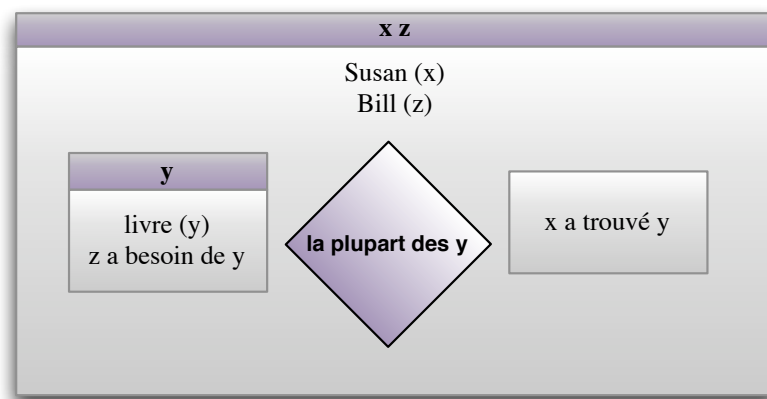 x z
Susan (x)
Bill (z)
y
livre (y)
z a besoin de y
la plupart des y
x a trouvé y